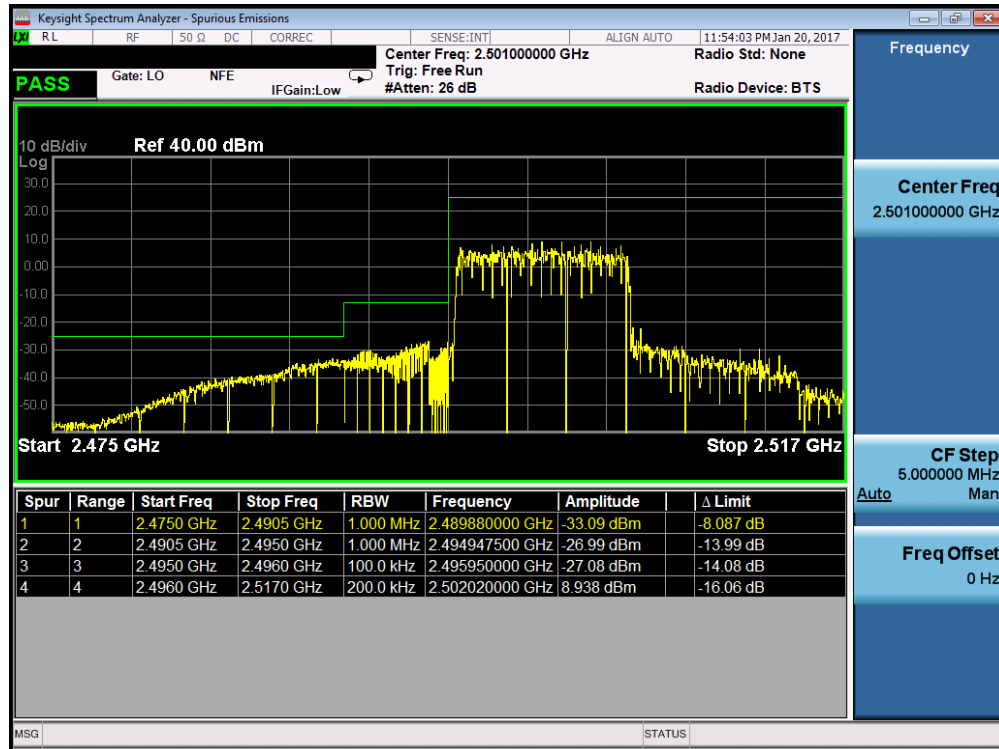 Keysight Spectrum Analyzer - Spurious Emissions
LXI RL RF 50 Ω DC CORREC SENSE:INT ALIGN AUTO 11:54:03 PM Jan 20, 2017
Center Freq: 2.501000000 GHz Radio Std: None
PASS Gate: LO NFE Trig: Free Run
IFGain:Low #Atten: 26 dB Radio Device: BTS
Frequency
10 dB/div Ref 40.00 dBm
Log
30.0
20.0
10.0
0.00
-10.0
-20.0
-30.0
-40.0
-50.0
Start 2.475 GHz Stop 2.517 GHz
Center Freq
2.501000000 GHz
CF Step
5.000000 MHz
Auto Man
Freq Offset
0 Hz
Spur Range Start Freq Stop Freq RBW Frequency Amplitude Δ Limit
1 1 2.4750 GHz 2.4905 GHz 1.000 MHz 2.489880000 GHz -33.09 dBm -8.087 dB
2 2 2.4905 GHz 2.4950 GHz 1.000 MHz 2.494947500 GHz -26.99 dBm -13.99 dB
3 3 2.4950 GHz 2.4960 GHz 100.0 kHz 2.495950000 GHz -27.08 dBm -14.08 dB
4 4 2.4960 GHz 2.5170 GHz 200.0 kHz 2.502020000 GHz 8.938 dBm -16.06 dB
MSG STATUS